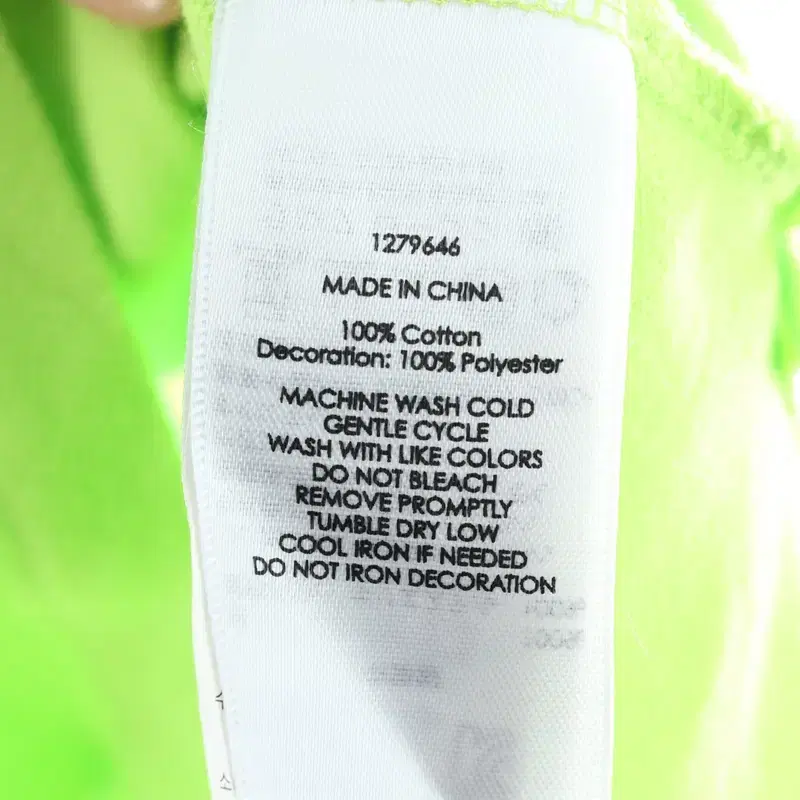 1279646
MADE IN CHINA
100% Cotton
Decoration: 100% Polyester
MACHINE WASH COLD
GENTLE CYCLE
WASH WITH LIKE COLORS
DO NOT BLEACH
REMOVE PROMPTLY
TUMBLE DRY LOW
COOL IRON IF NEEDED
DO NOT IRON DECORATION